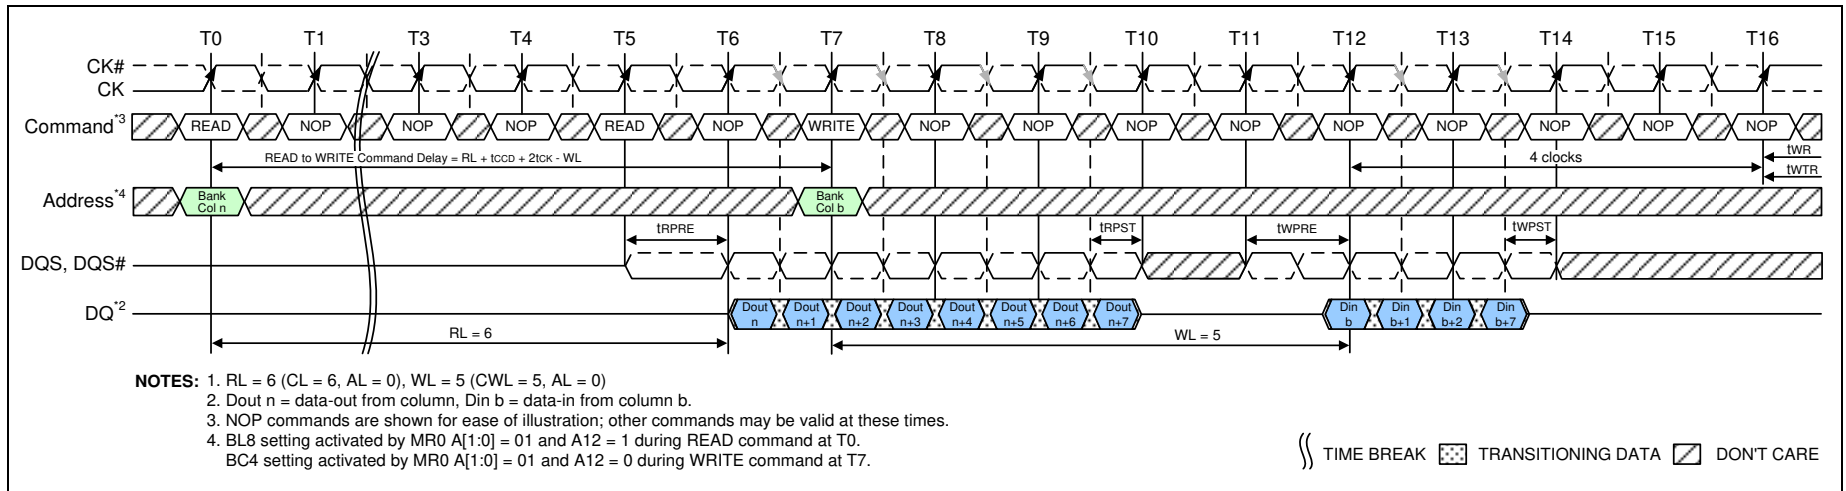 T0 T1 T3 T4 T5 T6 T7 T8 T9 T10 T11 T12 T13 T14 T15 T16
CK#
CK
Command*3 READ NOP NOP NOP READ NOP WRITE NOP NOP NOP NOP NOP NOP NOP NOP NOP
READ to WRITE Command Delay = RL + tCCD + 2tCK - WL
4 clocks
tWR
tWTR
Address*4
Bank
Col n
Bank
Col b
tRPRE tRPST tWPRE tWPST
DQS, DQS#
DQ*2
Dout
n
Dout
n+1
Dout
n+2
Dout
n+3
Dout
n+4
Dout
n+5
Dout
n+6
Dout
n+7
Din
b
Din
b+1
Din
b+2
Din
b+7
RL = 6
WL = 5
NOTES: 1. RL = 6 (CL = 6, AL = 0), WL = 5 (CWL = 5, AL = 0)
2. Dout n = data-out from column, Din b = data-in from column b.
3. NOP commands are shown for ease of illustration; other commands may be valid at these times.
4. BL8 setting activated by MR0 A[1:0] = 01 and A12 = 1 during READ command at T0.
BC4 setting activated by MR0 A[1:0] = 01 and A12 = 0 during WRITE command at T7.
TIME BREAK TRANSITIONING DATA DON'T CARE